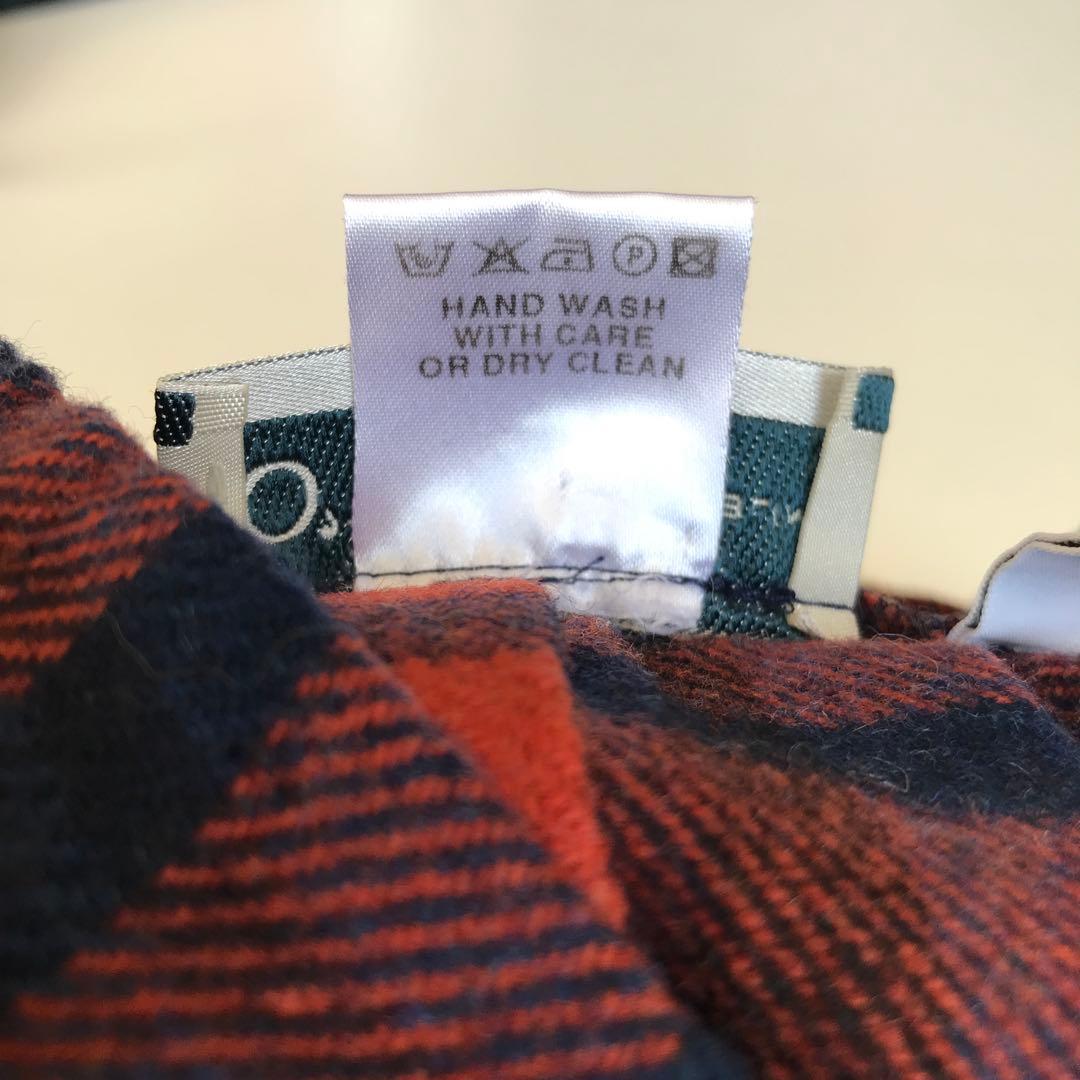 P
HAND WASH
WITH CARE
OR DRY CLEAN